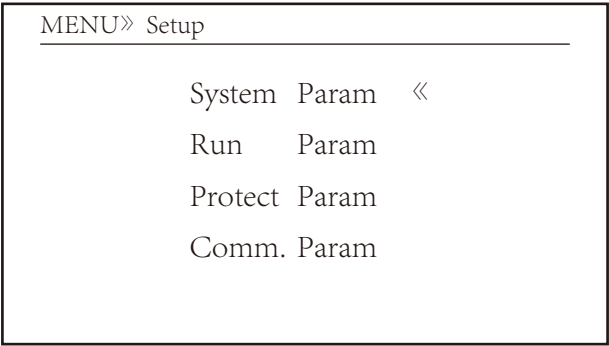 MENU》 Setup
System Param 《
Run Param
Protect Param
Comm. Param